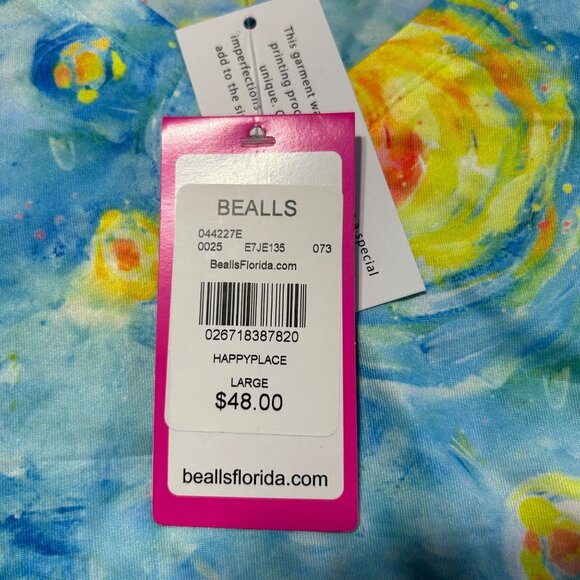 This garment wa
printing proc
unique.
imperfections
add to the si
a special
BEALLS
044227E
0025 E7JE135 073
BeallsFlorida.com
026718387820
HAPPYPLACE
LARGE
$48.00
beallsflorida.com